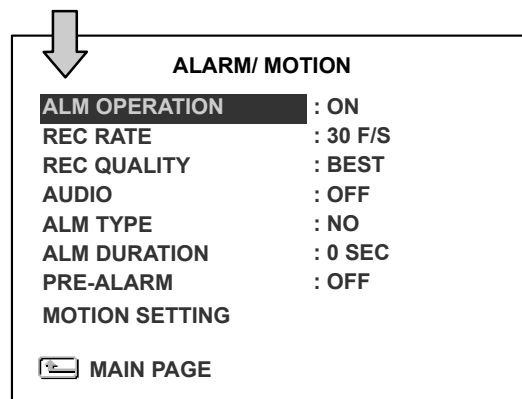 ALARM/ MOTION
ALM OPERATION : ON
REC RATE : 30 F/S
REC QUALITY : BEST
AUDIO : OFF
ALM TYPE : NO
ALM DURATION : 0 SEC
PRE-ALARM : OFF
MOTION SETTING
MAIN PAGE